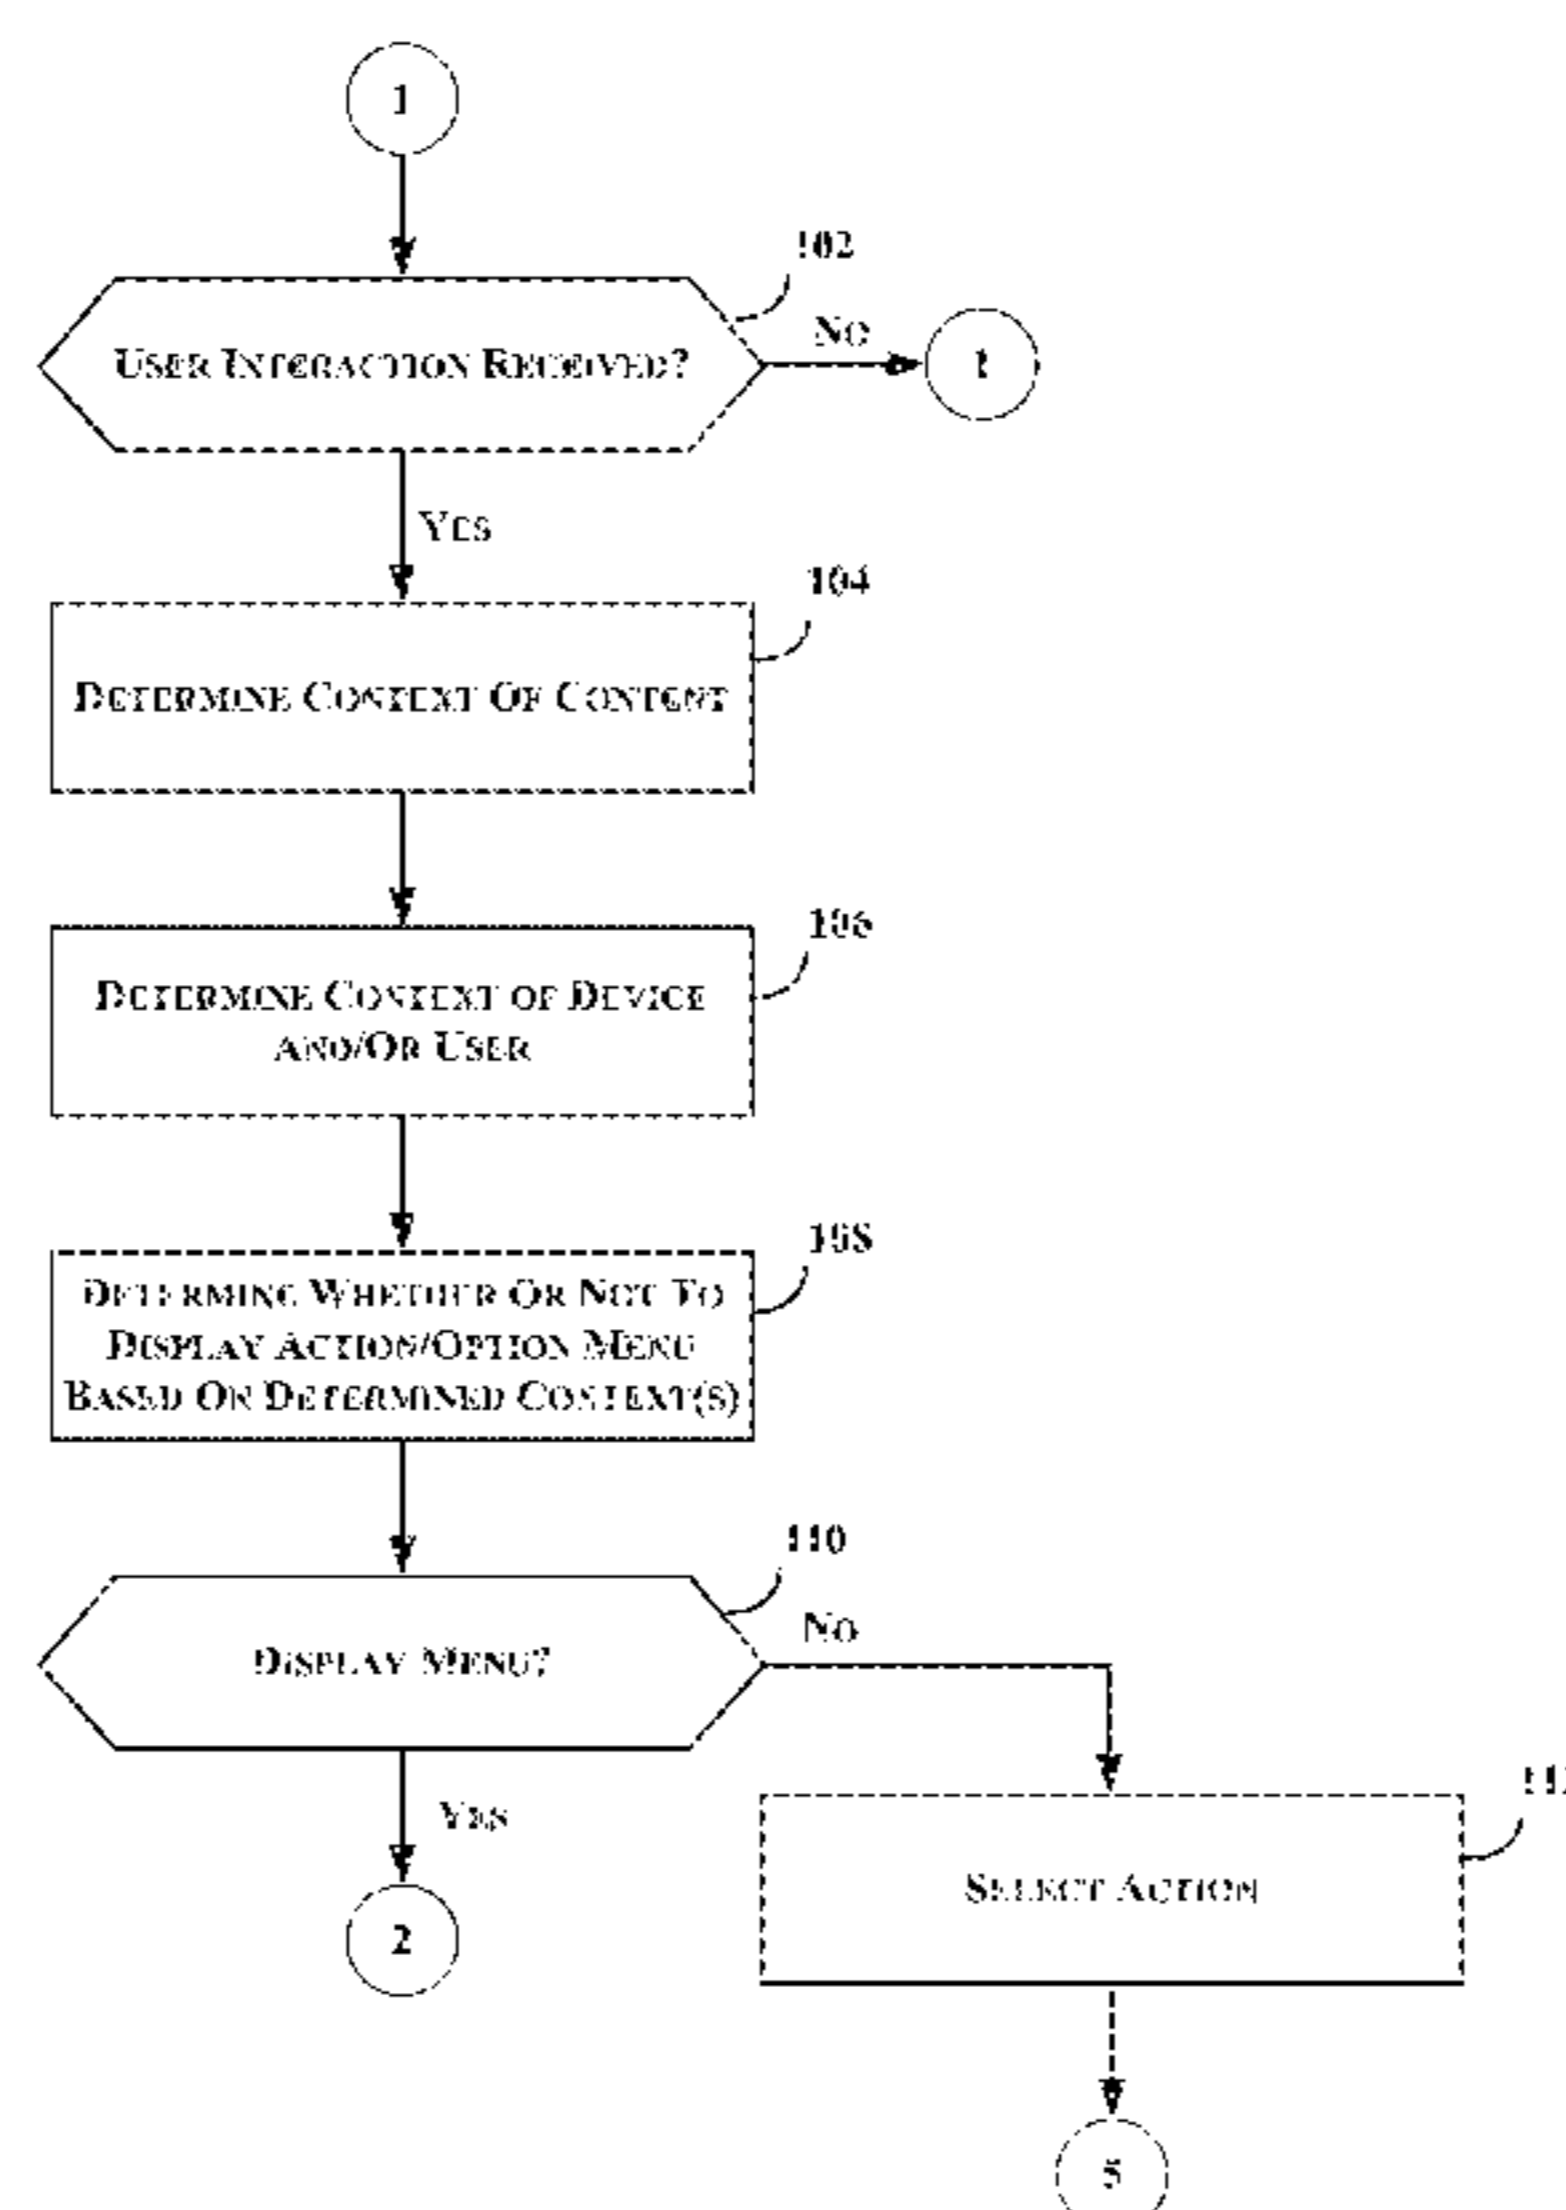 1
102
USER INTERACTION RECEIVED?
NO
1
YES
104
DETERMINE CONTEXT OF CONTENT
106
DETERMINE CONTEXT OF DEVICE
AND/OR USER
108
DETERMINE WHETHER OR NOT TO
DISPLAY ACTION/OPTION MENU
BASED ON DETERMINED CONTEXT(S)
110
DISPLAY MENU?
NO
YES
SELECT ACTION
2